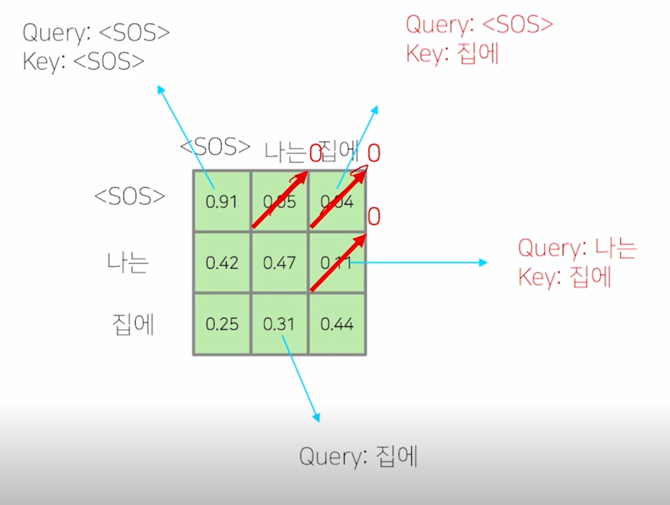 Query: <SOS>
Key: <SOS>
Query: <SOS>
Key: 집에
<SOS> 나는 0 집에 0
<SOS> 0.91 0.05 0.04
0
나는 0.42 0.47 0.11
Query: 나는
Key: 집에
집에 0.25 0.31 0.44
Query: 집에